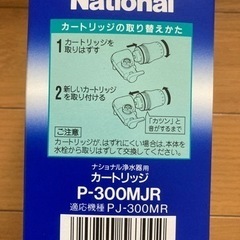 National
カートリッジの取り替えかた
1 カートリッジを
取りはずす
2 新しいカートリッジ
を取り付ける
「カチン」と
音がするまで
ご注意
カートリッジが、はずれにくい場合は、本体を
水栓から取りはずして交換してください。
ナショナル浄水器用
カートリッジ
P-300MJR
適応機種 PJ-300MR